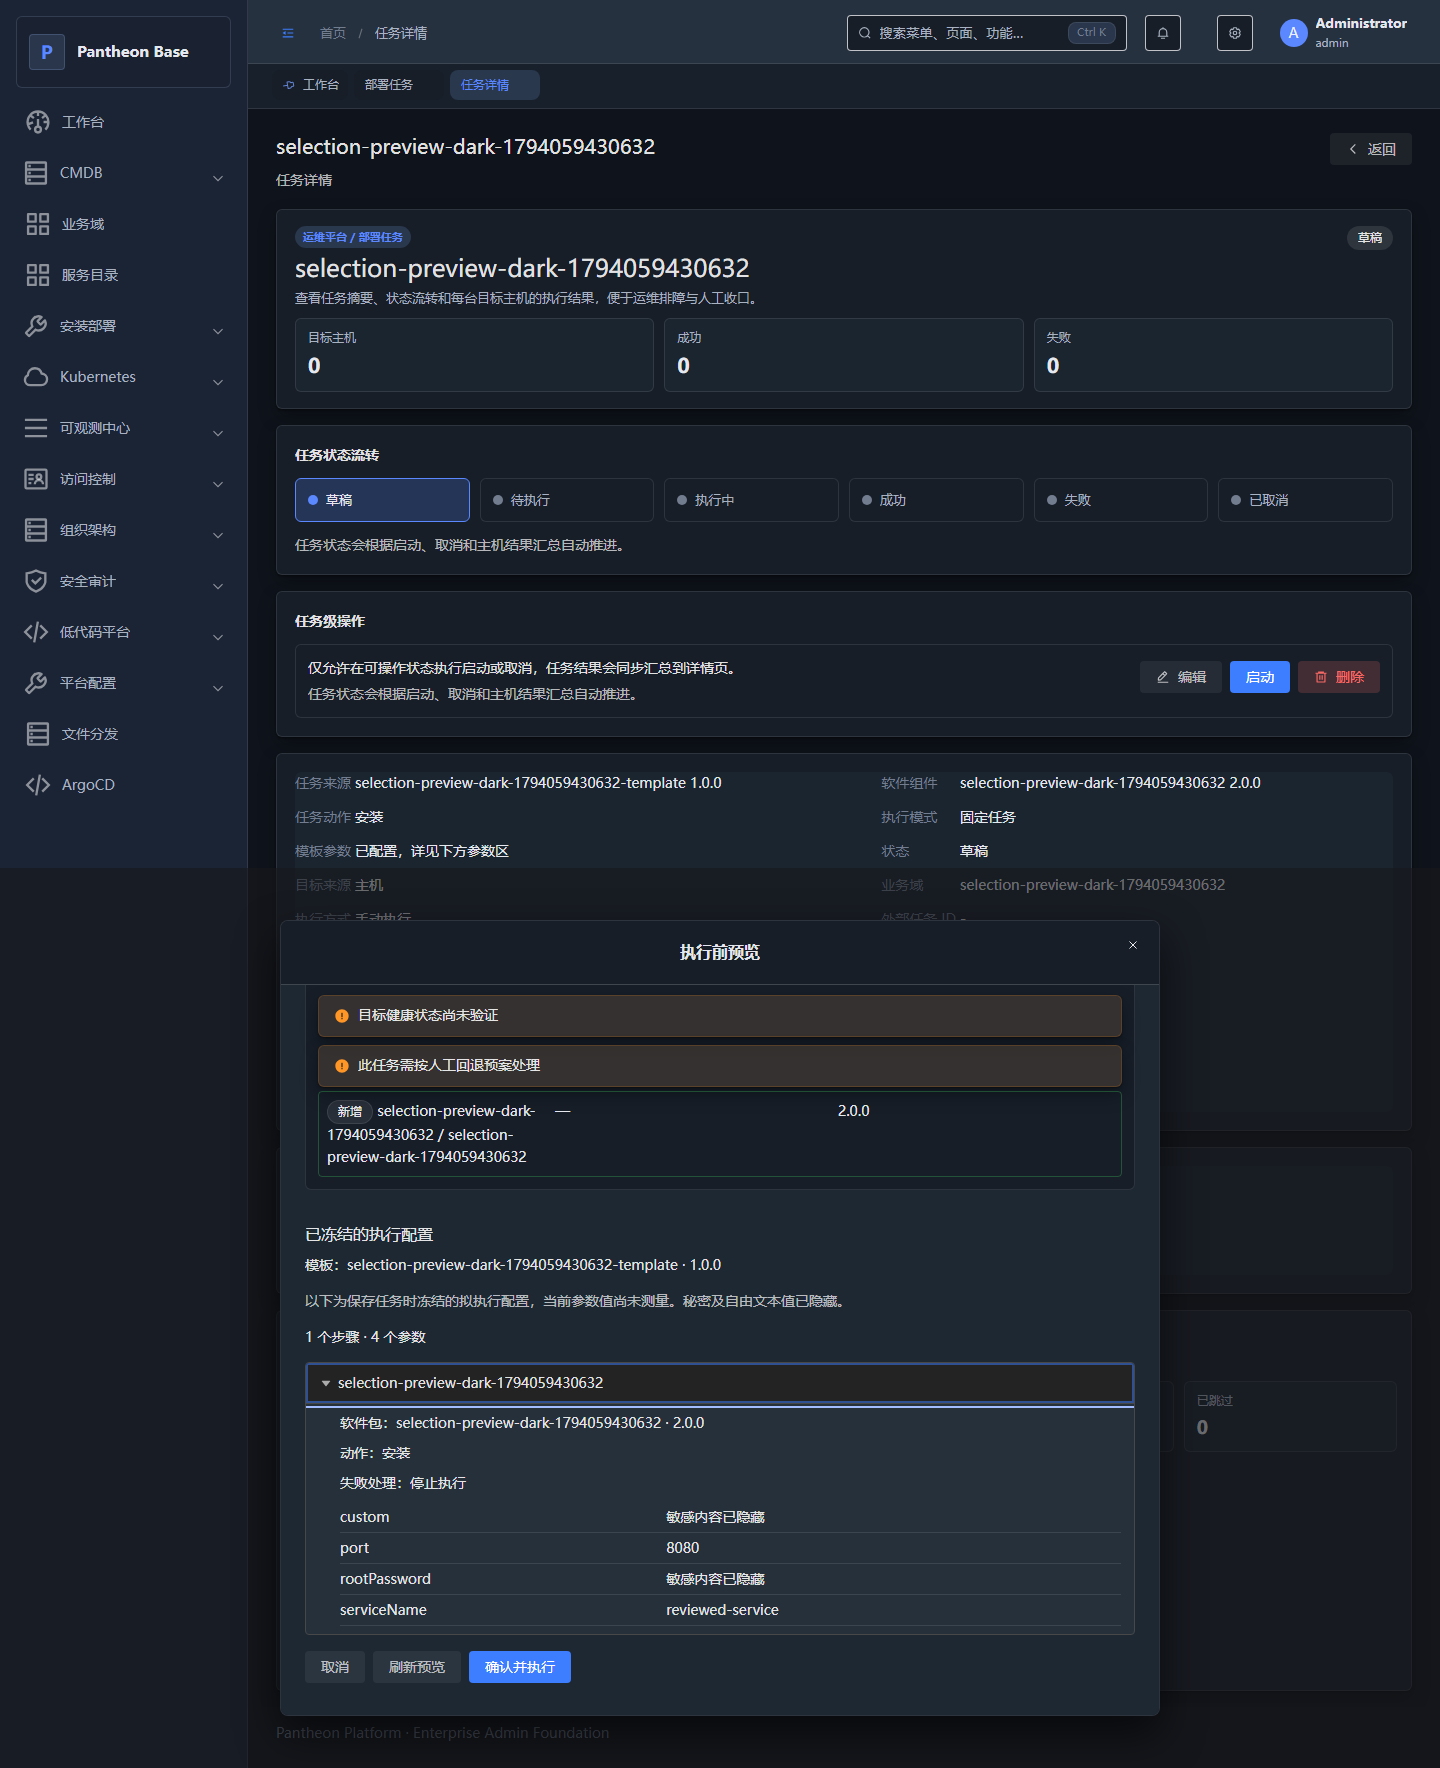 P Pantheon Base
工作台
CMDB
业务域
服务目录
安装部署
Kubernetes
可观测中心
访问控制
组织架构
安全审计
低代码平台
平台配置
文件分发
ArgoCD
首页 / 任务详情
搜索菜单、页面、功能... Ctrl K
A Administrator
admin
工作台 部署任务 任务详情
selection-preview-dark-1794059430632
返回
任务详情
运维平台 / 部署任务
草稿
selection-preview-dark-1794059430632
查看任务摘要、状态流转和每台目标主机的执行结果，便于运维排障与人工收口。
目标主机 成功 失败
0 0 0
任务状态流转
草稿 待执行 执行中 成功 失败 已取消
任务状态会根据启动、取消和主机结果汇总自动推进。
任务级操作
仅允许在可操作状态执行启动或取消，任务结果会同步汇总到详情页。
任务状态会根据启动、取消和主机结果汇总自动推进。
编辑 启动 删除
任务来源 selection-preview-dark-1794059430632-template 1.0.0 软件组件 selection-preview-dark-1794059430632 2.0.0
任务动作 安装 执行模式 固定任务
模板参数 已配置，详见下方参数区 状态 草稿
目标来源 主机 业务域 selection-preview-dark-1794059430632
执行方式 手动执行 外部任务 ID -
执行前预览
目标健康状态尚未验证
此任务需按人工回退预案处理
新增 selection-preview-dark- — 2.0.0
1794059430632 / selection-
preview-dark-1794059430632
已冻结的执行配置
模板：selection-preview-dark-1794059430632-template · 1.0.0
以下为保存任务时冻结的拟执行配置，当前参数值尚未测量。秘密及自由文本值已隐藏。
1 个步骤 · 4 个参数
selection-preview-dark-1794059430632
软件包：selection-preview-dark-1794059430632 · 2.0.0
动作：安装
失败处理：停止执行
custom 敏感内容已隐藏
port 8080
rootPassword 敏感内容已隐藏
serviceName reviewed-service
取消 刷新预览 确认并执行
已跳过
0
Pantheon Platform · Enterprise Admin Foundation